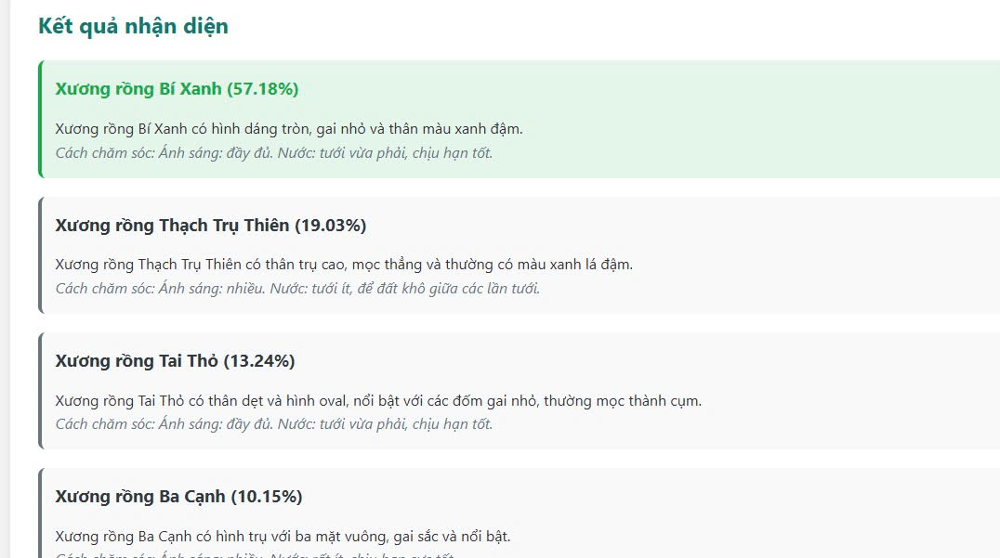 Kết quả nhận diện
Xương rồng Bí Xanh (57.18%)
Xương rồng Bí Xanh có hình dáng tròn, gai nhỏ và thân màu xanh đậm.
Cách chăm sóc: Ánh sáng: đầy đủ. Nước: tưới vừa phải, chịu hạn tốt.
Xương rồng Thạch Trụ Thiên (19.03%)
Xương rồng Thạch Trụ Thiên có thân trụ cao, mọc thẳng và thường có màu xanh lá đậm.
Cách chăm sóc: Ánh sáng: nhiều. Nước: tưới ít, để đất khô giữa các lần tưới.
Xương rồng Tai Thỏ (13.24%)
Xương rồng Tai Thỏ có thân dẹt và hình oval, nổi bật với các đốm gai nhỏ, thường mọc thành cụm.
Cách chăm sóc: Ánh sáng: đầy đủ. Nước: tưới vừa phải, chịu hạn tốt.
Xương rồng Ba Cạnh (10.15%)
Xương rồng Ba Cạnh có hình trụ với ba mặt vuông, gai sắc và nổi bật.
Cách chăm sóc: Ánh sáng: nhiều. Nước: rất ít, chịu hạn cực tốt.